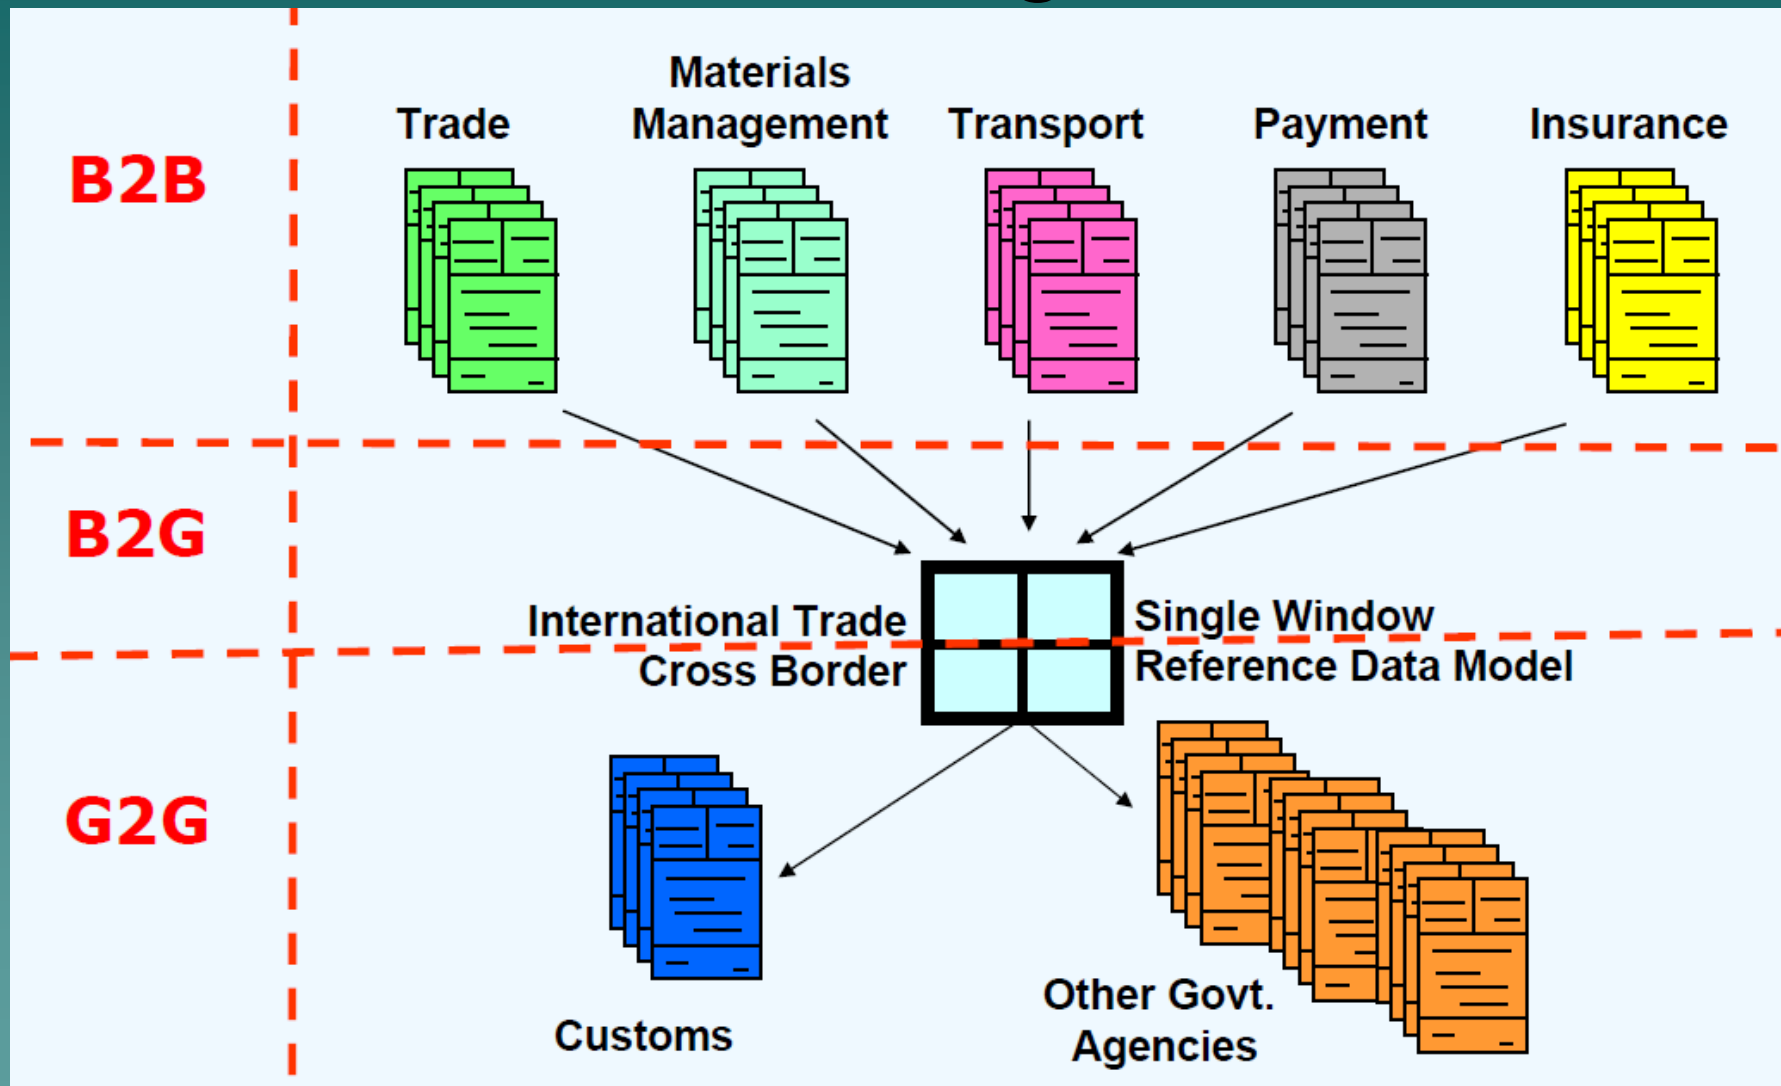 B2B
Trade
Materials
Management
Transport
Payment
Insurance
B2G
International Trade
Cross Border
Single Window
Reference Data Model
G2G
Customs
Other Govt.
Agencies